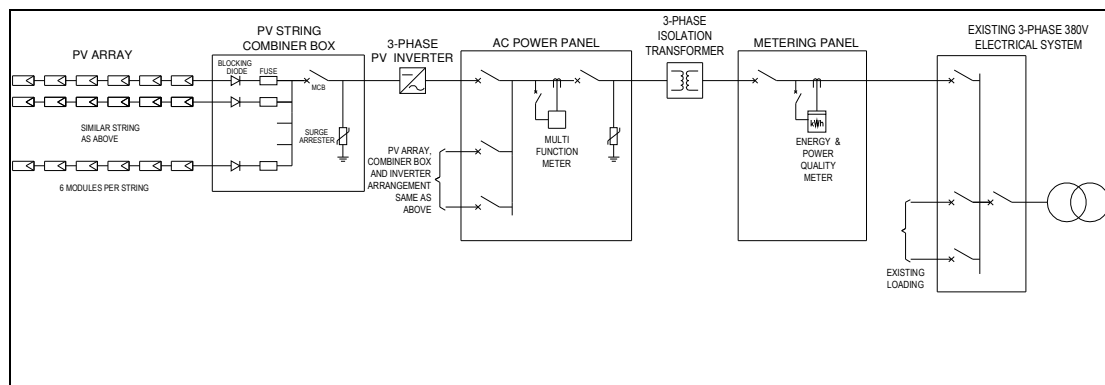 PV ARRAY
SIMILAR STRING
AS ABOVE
6 MODULES PER STRING
PV STRING
COMBINER BOX
BLOCKING
DIODE
FUSE
MCB
SURGE
ARRESTER
3-PHASE
PV INVERTER
AC POWER PANEL
MULTI
FUNCTION
METER
PV ARRAY,
COMBINER BOX
AND INVERTER
ARRANGEMENT
SAME AS
ABOVE
3-PHASE
ISOLATION
TRANSFORMER
METERING PANEL
kWh
ENERGY &
POWER
QUALITY
METER
EXISTING 3-PHASE 380V
ELECTRICAL SYSTEM
EXISTING
LOADING